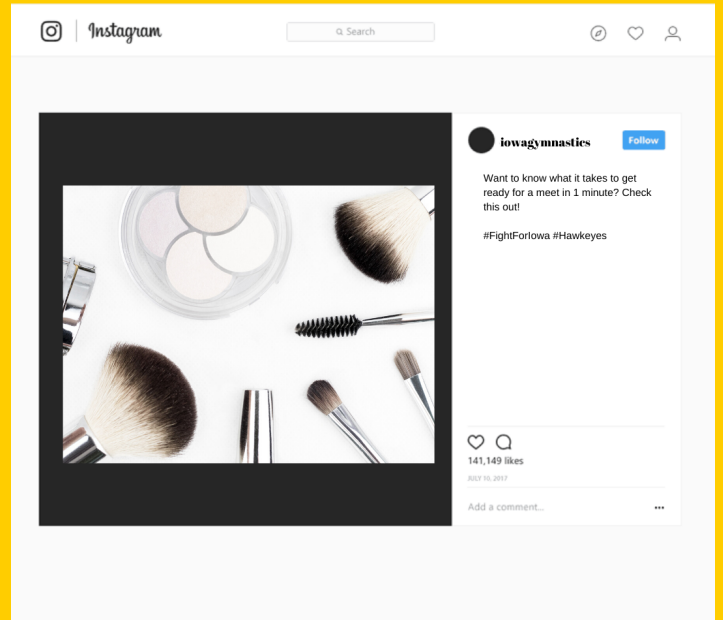 Instagram
Search
iowagymnastics
Follow
Want to know what it takes to get
ready for a meet in 1 minute? Check
this out!
#FightForIowa #Hawkeyes
141,149 likes
JULY 10, 2017
Add a comment...